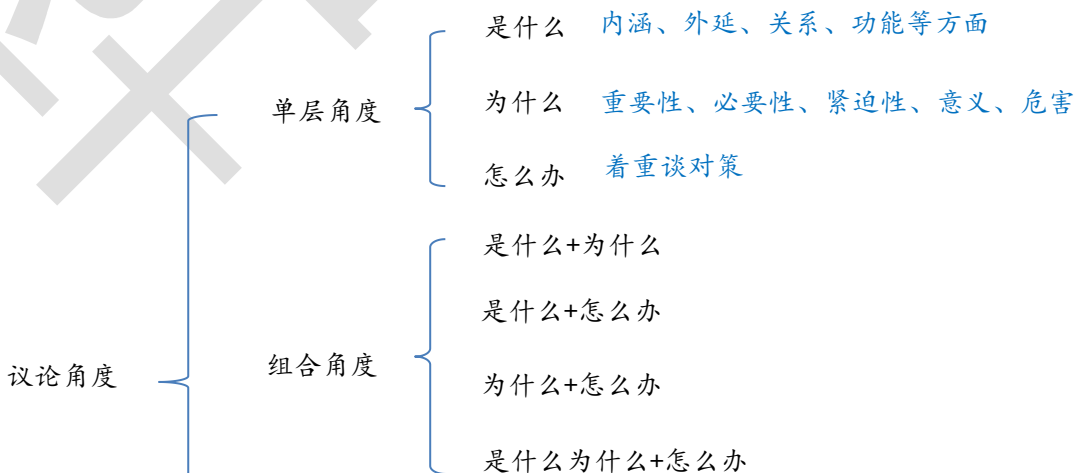 是什么 内涵、外延、关系、功能等方面
单层角度 为什么 重要性、必要性、紧迫性、意义、危害
怎么办 着重谈对策
是什么+为什么
是什么+怎么办
议论角度 组合角度
为什么+怎么办
是什么为什么+怎么办